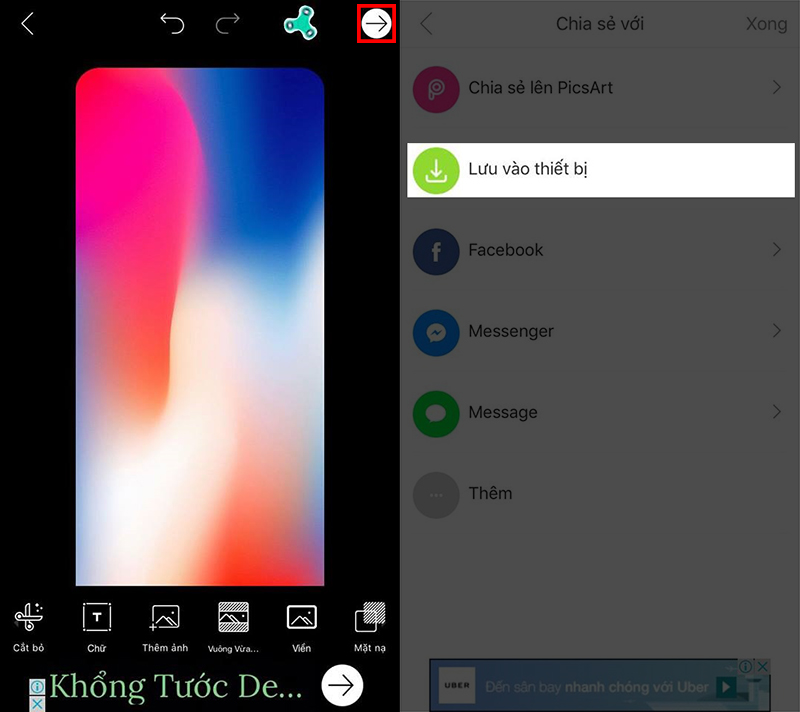 Cắt bỏ
Chữ
Thêm ảnh
Vuông Vừa...
Viền
Mặt nạ
Khổng Tước De...
Chia sẻ với
Xong
Chia sẻ lên PicsArt
Lưu vào thiết bị
Facebook
Messenger
Message
Thêm
UBER
Đến sân bay nhanh chóng với Uber